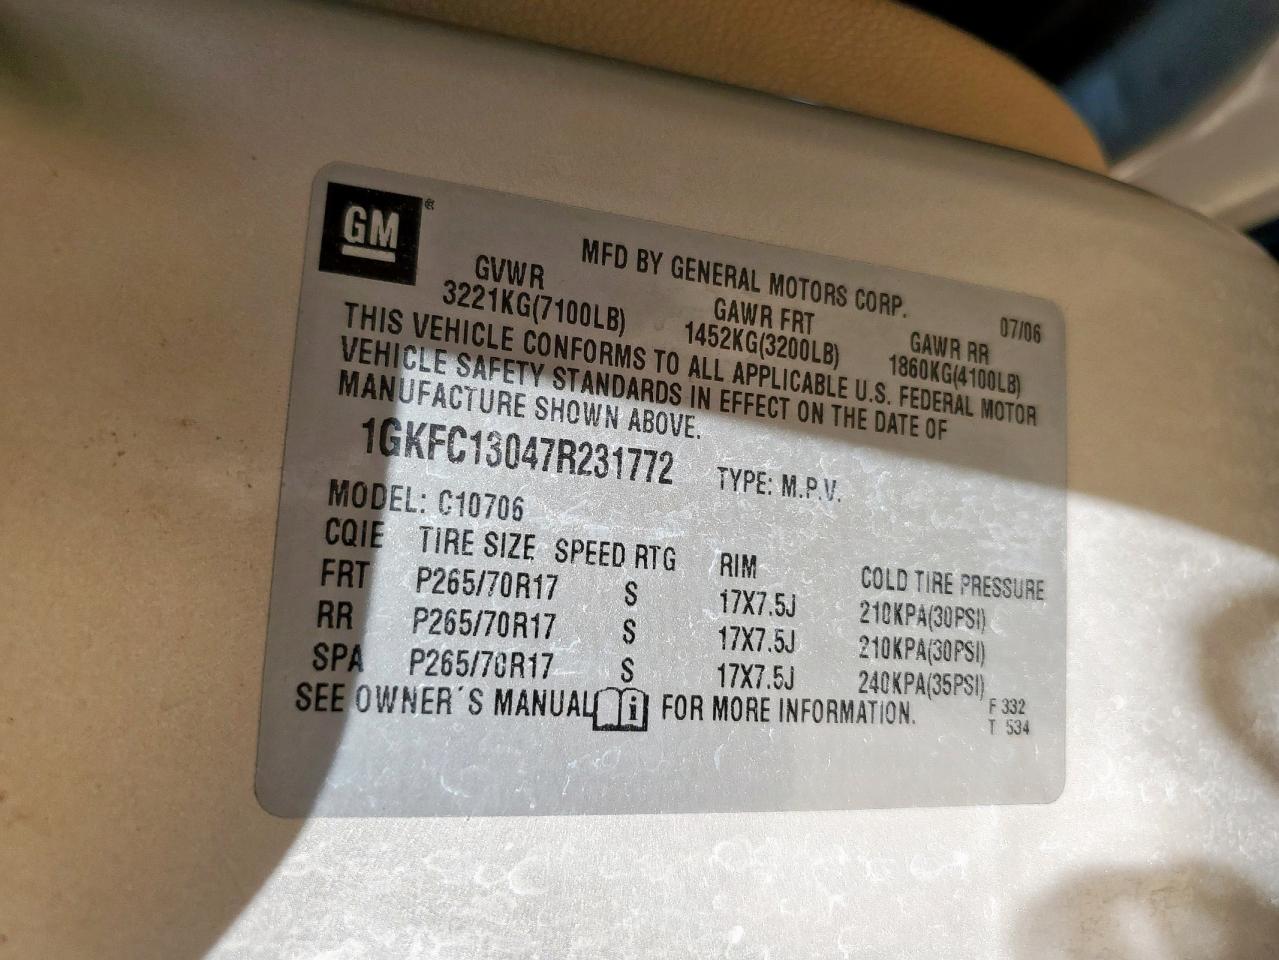 GM
MFD BY GENERAL MOTORS CORP.
07/06
GVWR GAWR FRT GAWR RR
3221KG(7100LB) 1452KG(3200LB) 1860KG(4100LB)
THIS VEHICLE CONFORMS TO ALL APPLICABLE U.S. FEDERAL MOTOR
VEHICLE SAFETY STANDARDS IN EFFECT ON THE DATE OF
MANUFACTURE SHOWN ABOVE.
1GKFC13047R231772 TYPE: M.P.V.
MODEL: C10706
CQIE TIRE SIZE SPEED RTG RIM COLD TIRE PRESSURE
FRT P265/70R17 S 17X7.5J 210KPA(30PSI)
RR P265/70R17 S 17X7.5J 210KPA(30PSI)
SPA P265/70R17 S 17X7.5J 240KPA(35PSI)
SEE OWNER'S MANUAL i FOR MORE INFORMATION.
F 332
T 534